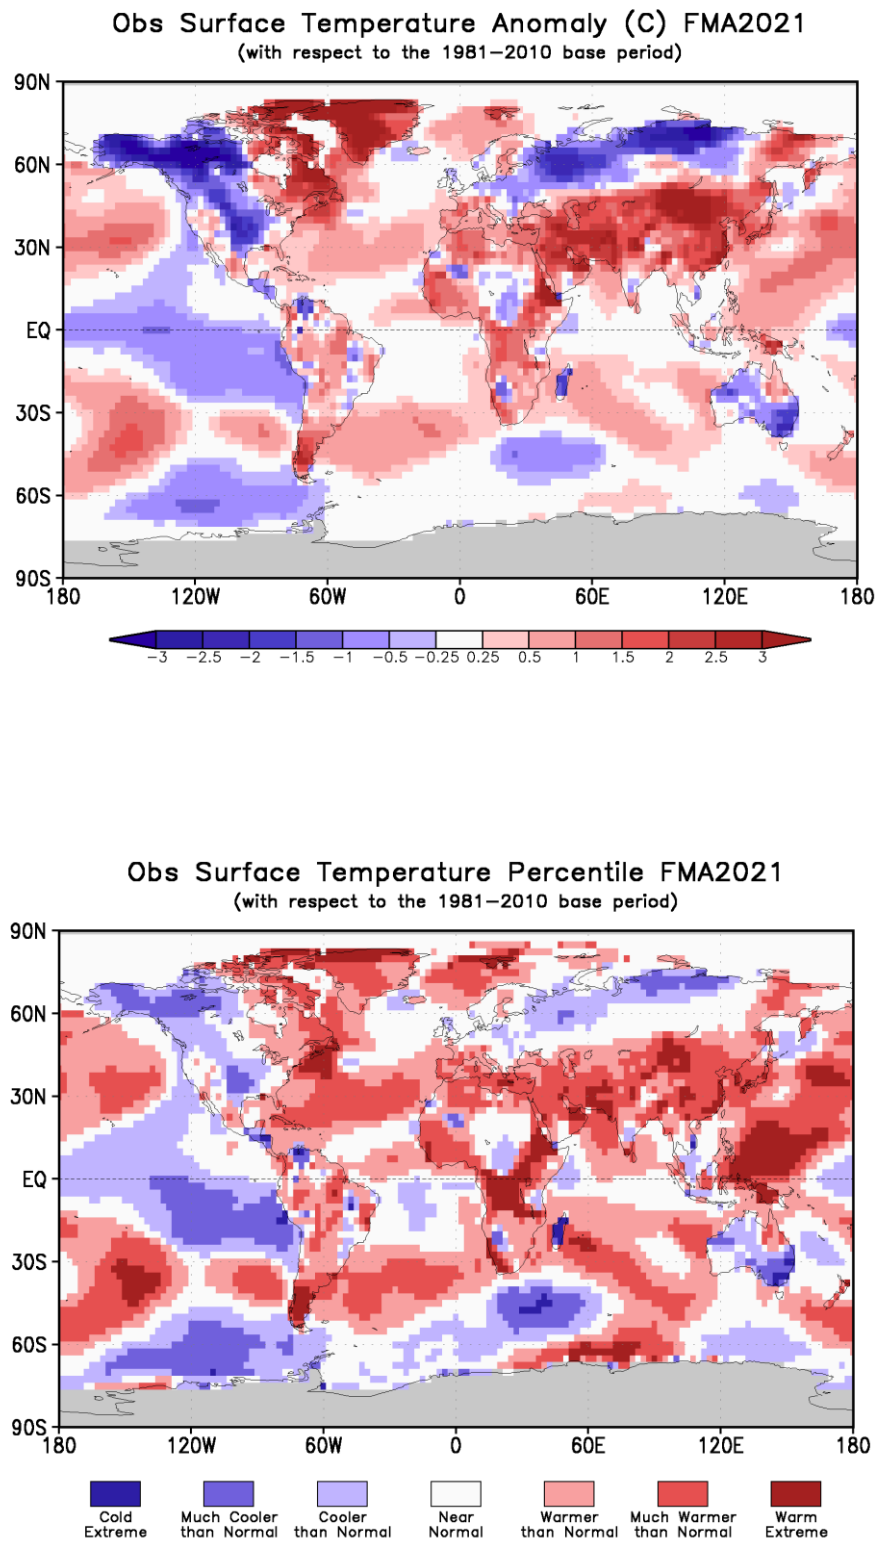 Obs Surface Temperature Anomaly (C) FMA2021
(with respect to the 1981-2010 base period)
90N
60N
30N
EQ
30S
60S
90S
180 120W 60W 0 60E 120E 180
-3 -2.5 -2 -1.5 -1 -0.5 -0.25 0.25 0.5 1 1.5 2 2.5 3
Obs Surface Temperature Percentile FMA2021
(with respect to the 1981-2010 base period)
90N
60N
30N
EQ
30S
60S
90S
180 120W 60W 0 60E 120E 180
Cold Much Cooler Cooler Near Warmer Much Warmer Warm
Extreme than Normal than Normal Normal than Normal than Normal Extreme